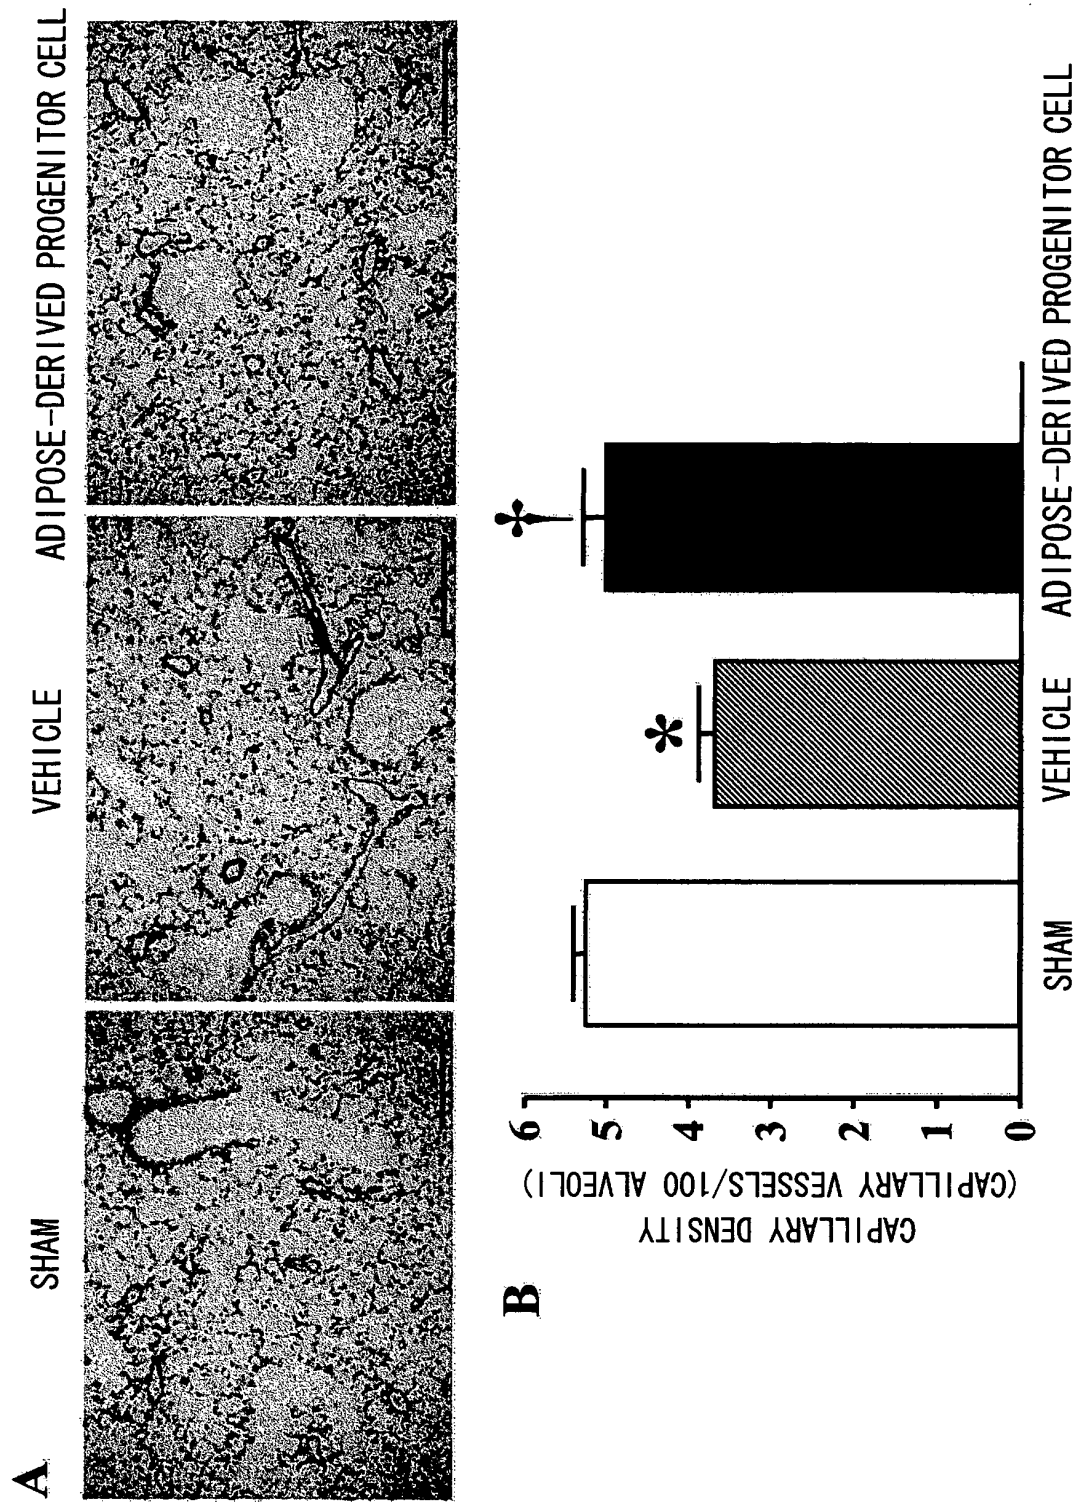 A
SHAM
VEHICLE
ADIPOSE-DERIVED PROGENITOR CELL
B
CAPILLARY DENSITY
(CAPILLARY VESSELS/100 ALVEOLI)
6
5
4
3
2
1
0
*
†
SHAM
VEHICLE
ADIPOSE-DERIVED PROGENITOR CELL